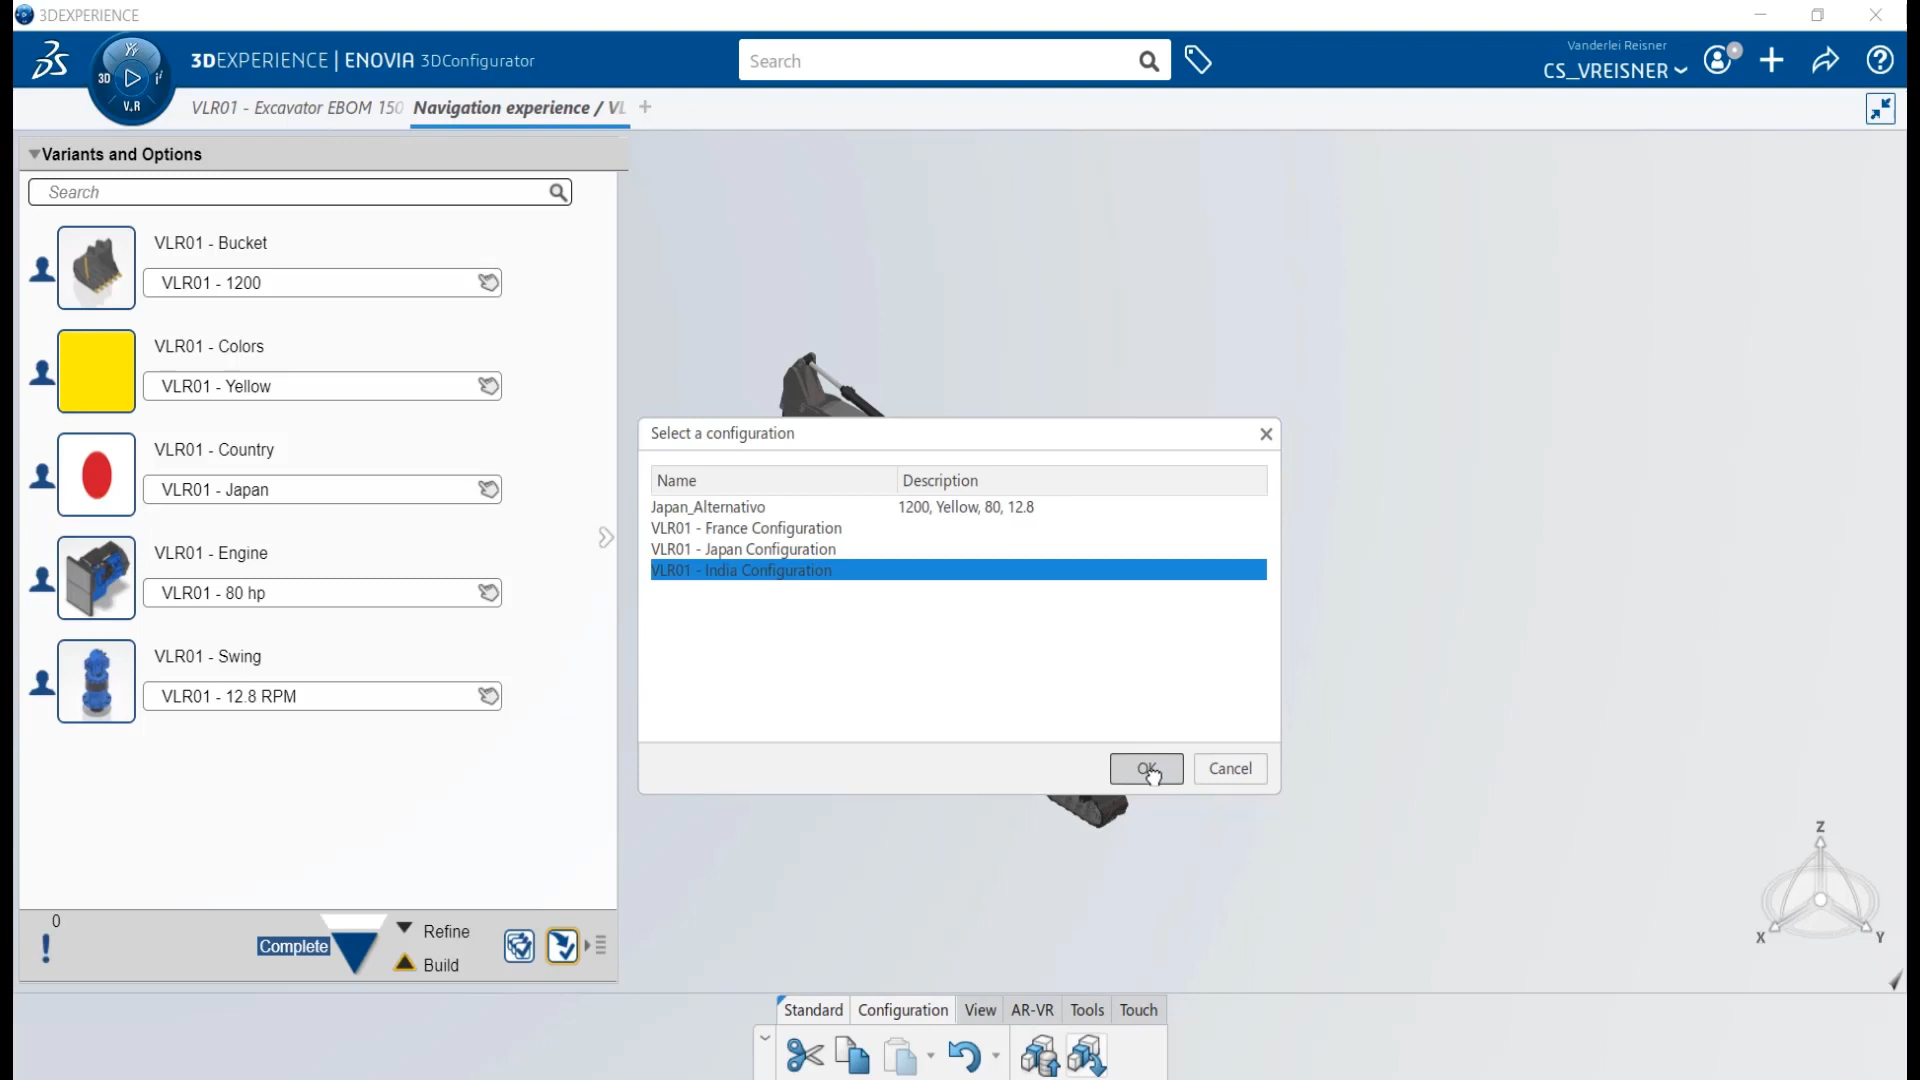 3DEXPERIENCE
3DEXPERIENCE | ENOVIA 3DConfigurator
Search
Vanderlei Reisner
CS_VREISNER
3D
V.R
VLR01 - Excavator EBOM 150
Navigation experience / VL
Variants and Options
Search
VLR01 - Bucket
VLR01 - 1200
VLR01 - Colors
VLR01 - Yellow
VLR01 - Country
VLR01 - Japan
VLR01 - Engine
VLR01 - 80 hp
VLR01 - Swing
VLR01 - 12.8 RPM
0
Complete
Refine
Build
Select a configuration
Name Description
Japan_Alternativo 1200, Yellow, 80, 12.8
VLR01 - France Configuration
VLR01 - Japan Configuration
VLR01 - India Configuration
OK
Cancel
Z
X
Y
Standard Configuration View AR-VR Tools Touch